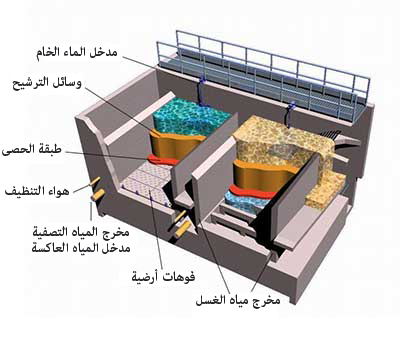 مدخل الماء الخام
وسائل الترشيح
طبقة الحصى
هواء التنظيف
مخرج المياه التصفية
مدخل المياه العاكسة
فوهات أرضية
مخرج مياه الغسل